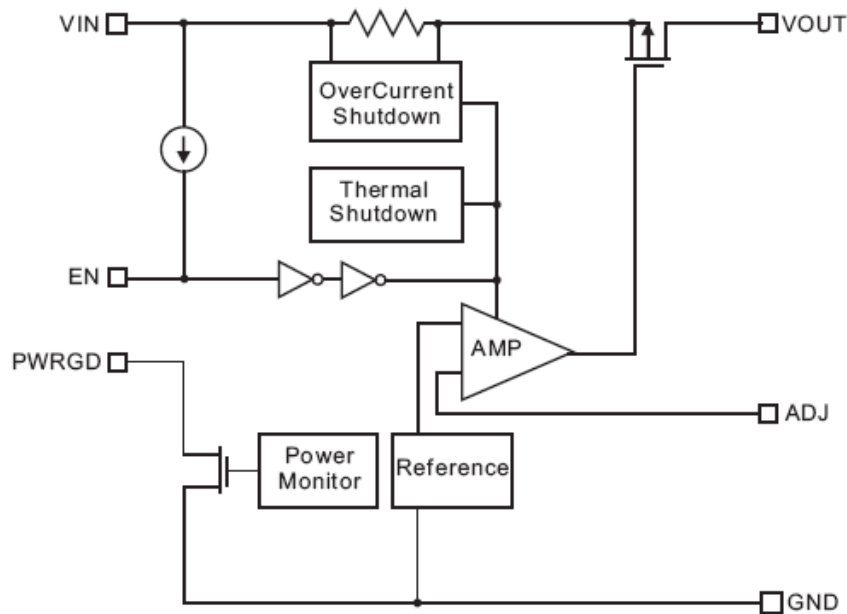 VIN
VOUT
OverCurrent
Shutdown
Thermal
Shutdown
EN
AMP
PWRGD
ADJ
Power
Monitor
Reference
GND